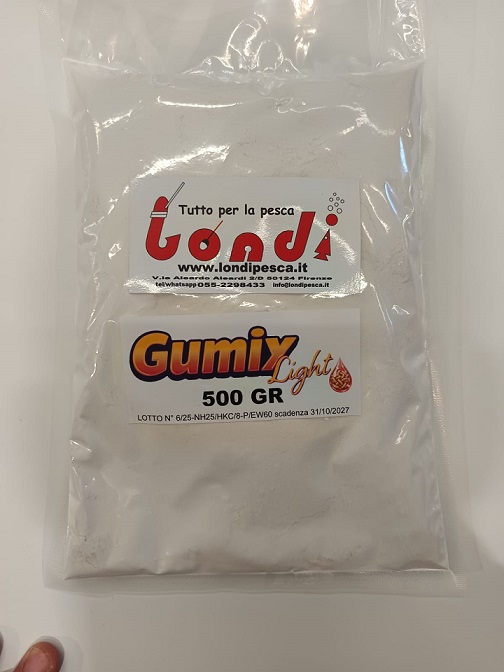 Tutto per la pesca
Londi
www.londipesca.it
V.le Aleardo Aleardi 2/D 50124 Firenze
tel/whatsapp 055-2298433 info@londipesca.it
Gumix
Light
500 GR
LOTTO N° 6/25-NH25/HKC/8-P/EW60 scadenza 31/10/2027